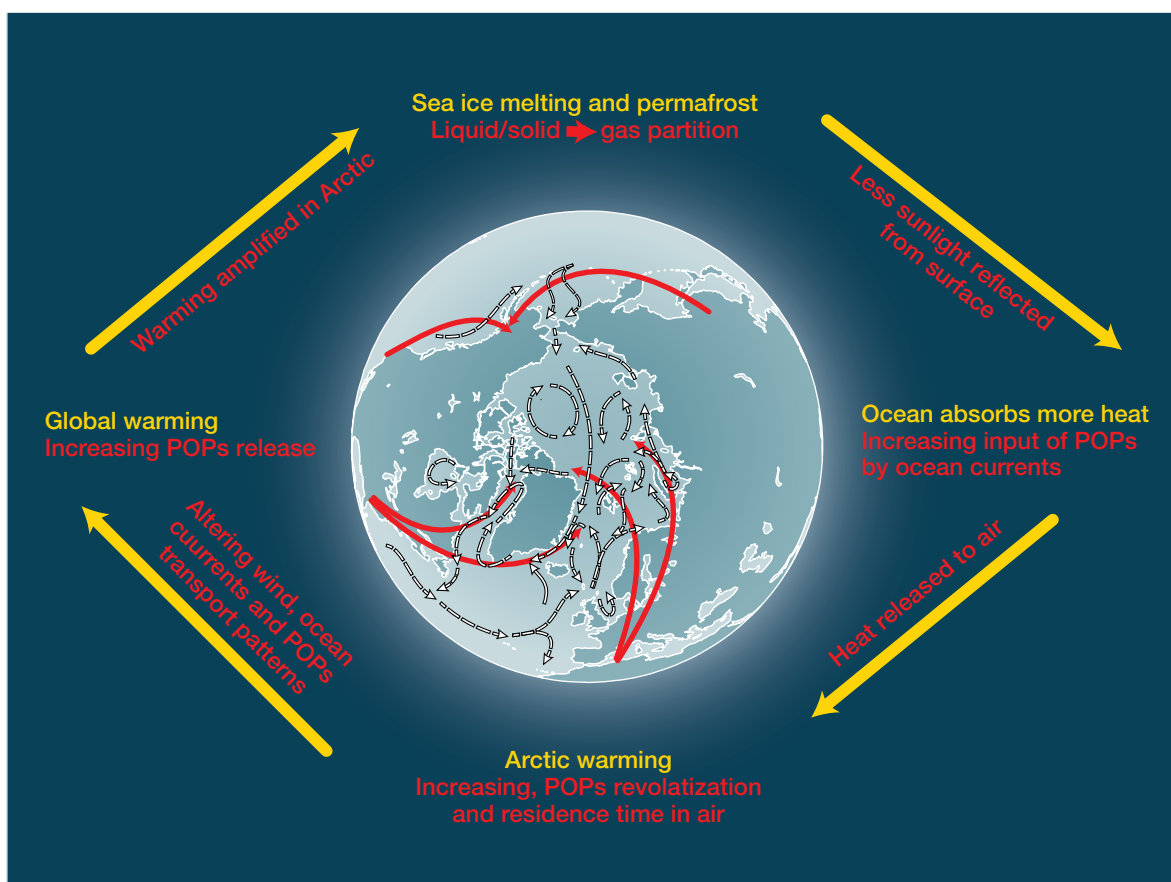 Sea ice melting and permafrost
Liquid/solid ➡ gas partition
Warming amplified in Arctic
Less sunlight reflected
from surface
Global warming
Increasing POPs release
Ocean absorbs more heat
Increasing input of POPs
by ocean currents
Altering wind, ocean
cuurrents and POPs
transport patterns
Heat released to air
Arctic warming
Increasing, POPs revolatization
and residence time in air